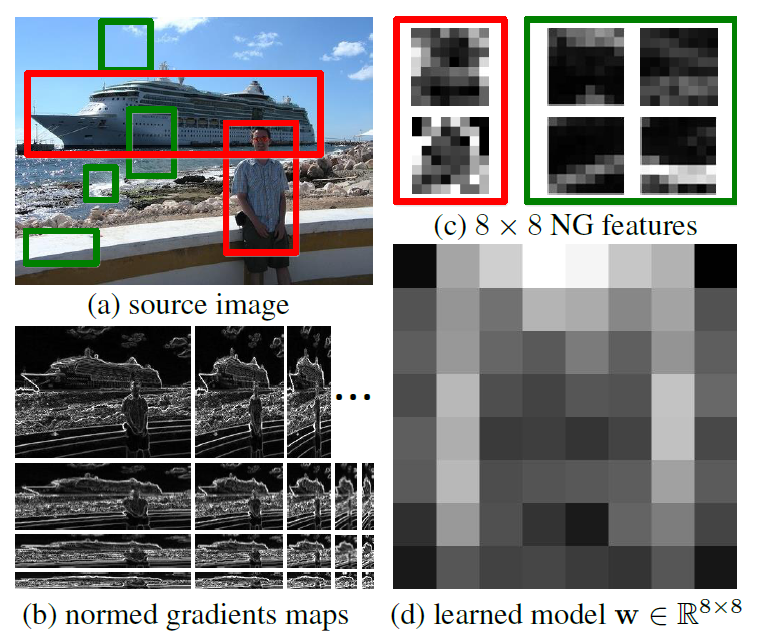 (a) source image
(b) normed gradients maps
(c) 8 × 8 NG features
(d) learned model w ∈ ℝ^{8×8}